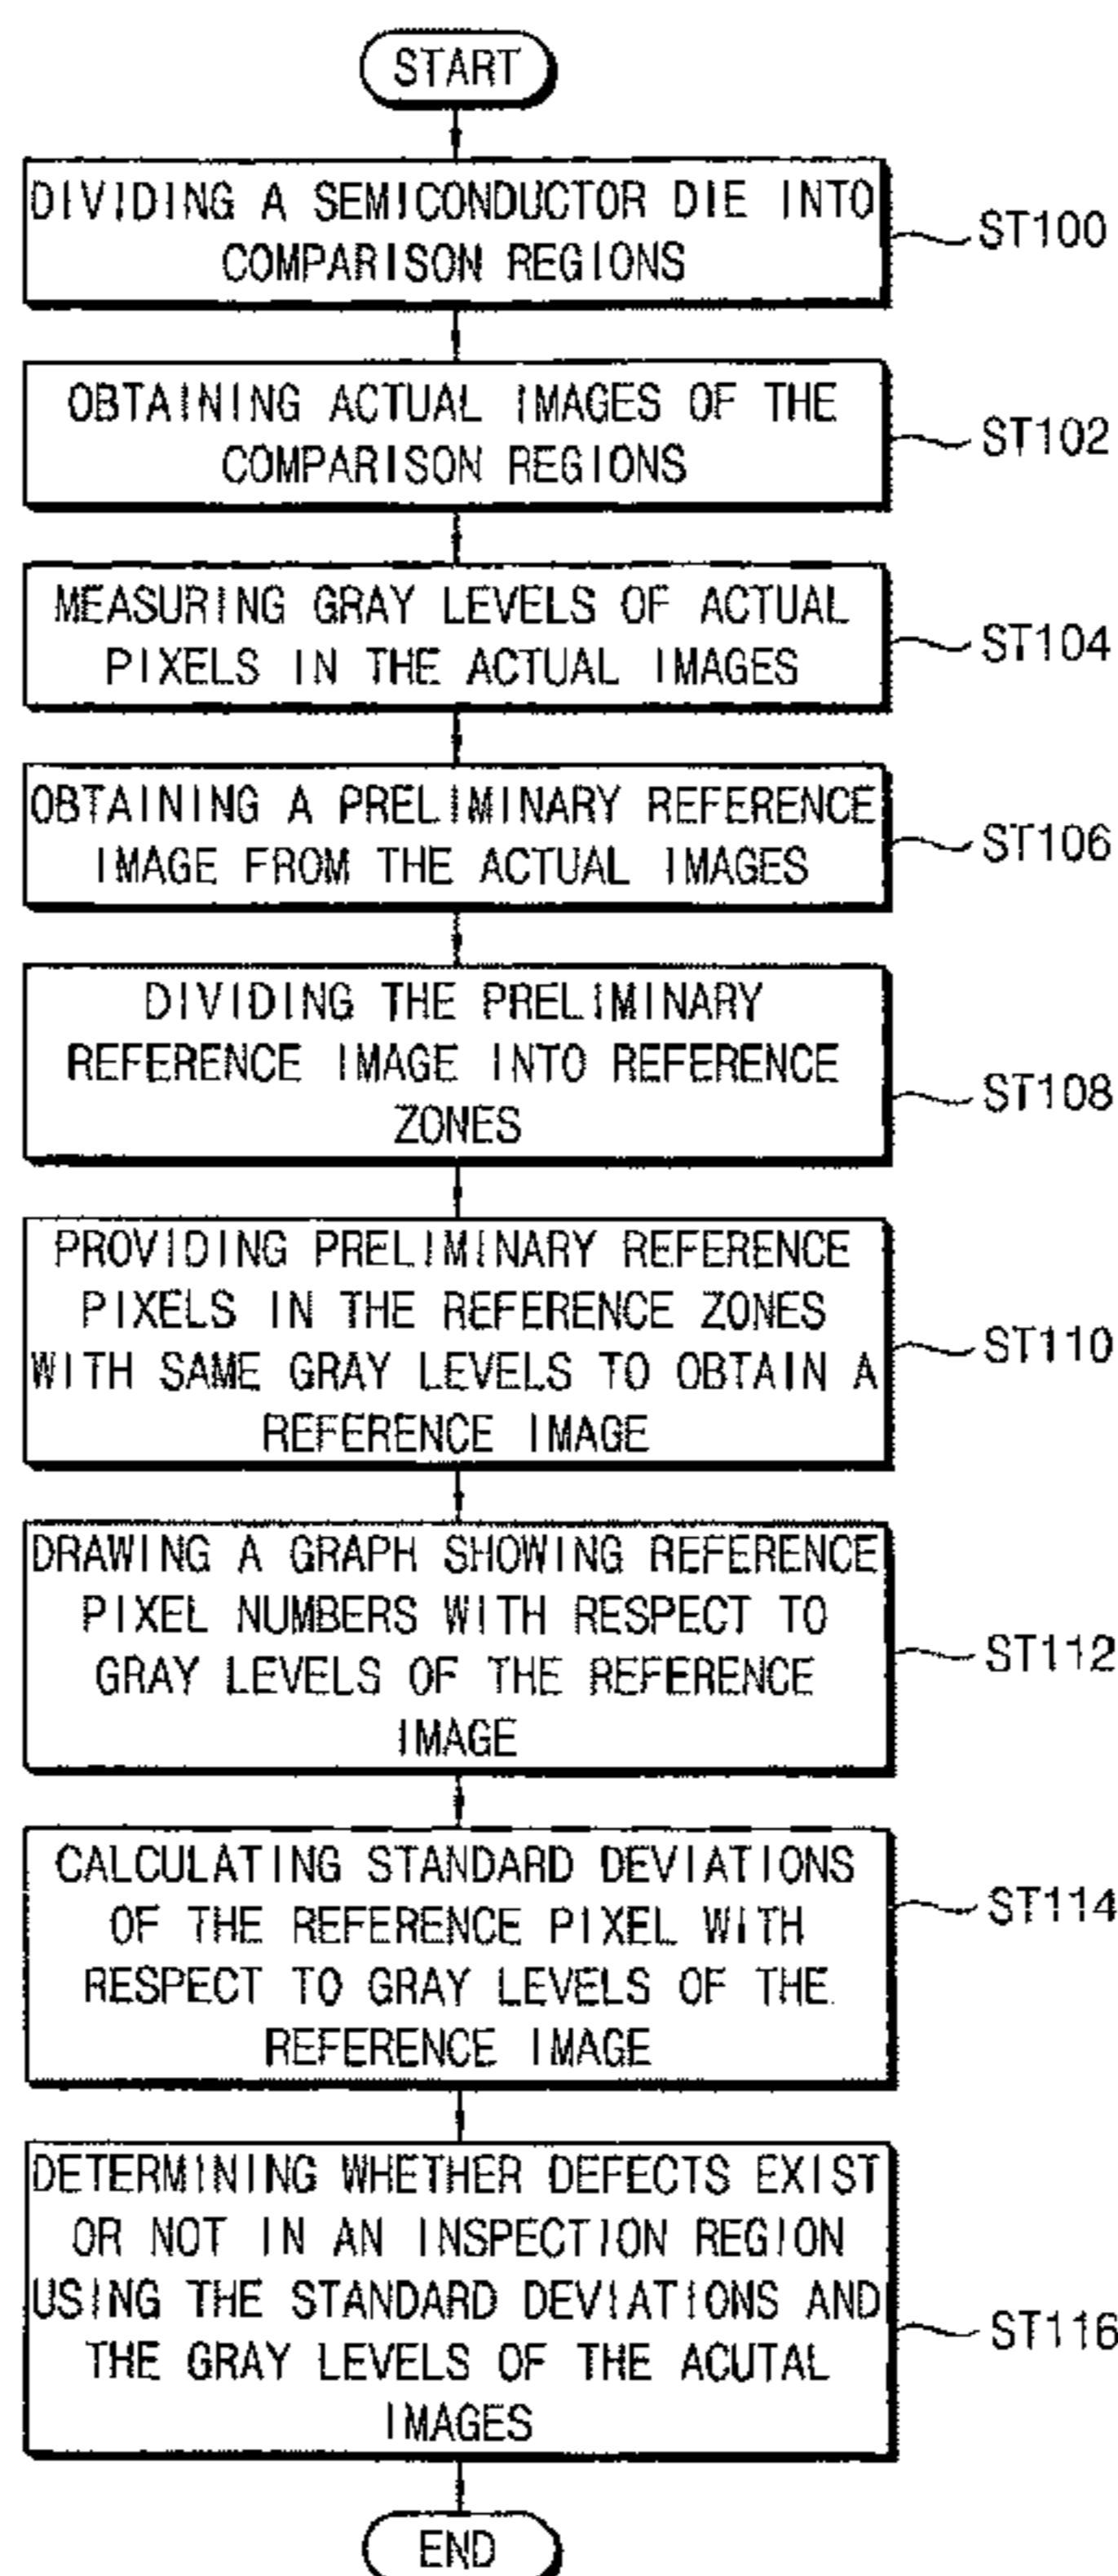 START
DIVIDING A SEMICONDUCTOR DIE INTO
COMPARISON REGIONS
ST100
OBTAINING ACTUAL IMAGES OF THE
COMPARISON REGIONS
ST102
MEASURING GRAY LEVELS OF ACTUAL
PIXELS IN THE ACTUAL IMAGES
ST104
OBTAINING A PRELIMINARY REFERENCE
IMAGE FROM THE ACTUAL IMAGES
ST106
DIVIDING THE PRELIMINARY
REFERENCE IMAGE INTO REFERENCE
ZONES
ST108
PROVIDING PRELIMINARY REFERENCE
PIXELS IN THE REFERENCE ZONES
WITH SAME GRAY LEVELS TO OBTAIN A
REFERENCE IMAGE
ST110
DRAWING A GRAPH SHOWING REFERENCE
PIXEL NUMBERS WITH RESPECT TO
GRAY LEVELS OF THE REFERENCE
IMAGE
ST112
CALCULATING STANDARD DEVIATIONS
OF THE REFERENCE PIXEL WITH
RESPECT TO GRAY LEVELS OF THE
REFERENCE IMAGE
ST114
DETERMINING WHETHER DEFECTS EXIST
OR NOT IN AN INSPECTION REGION
USING THE STANDARD DEVIATIONS AND
THE GRAY LEVELS OF THE ACUTAL
IMAGES
ST116
END